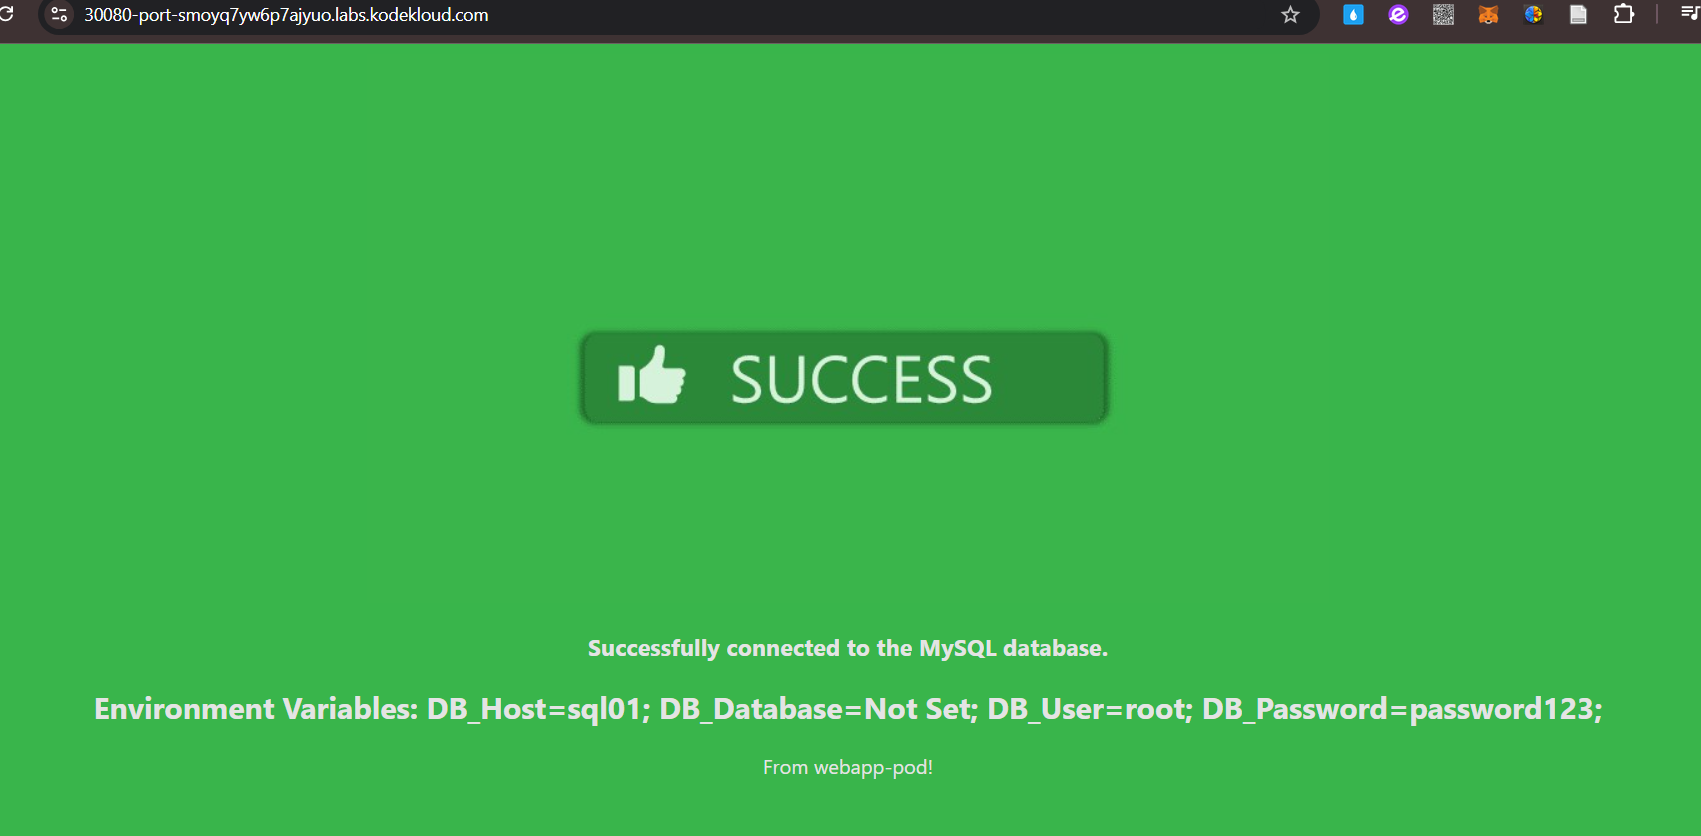 30080-port-smoyq7yw6p7ajyuo.labs.kodekloud.com
SUCCESS
Successfully connected to the MySQL database.
Environment Variables: DB_Host=sql01; DB_Database=Not Set; DB_User=root; DB_Password=password123;
From webapp-pod!